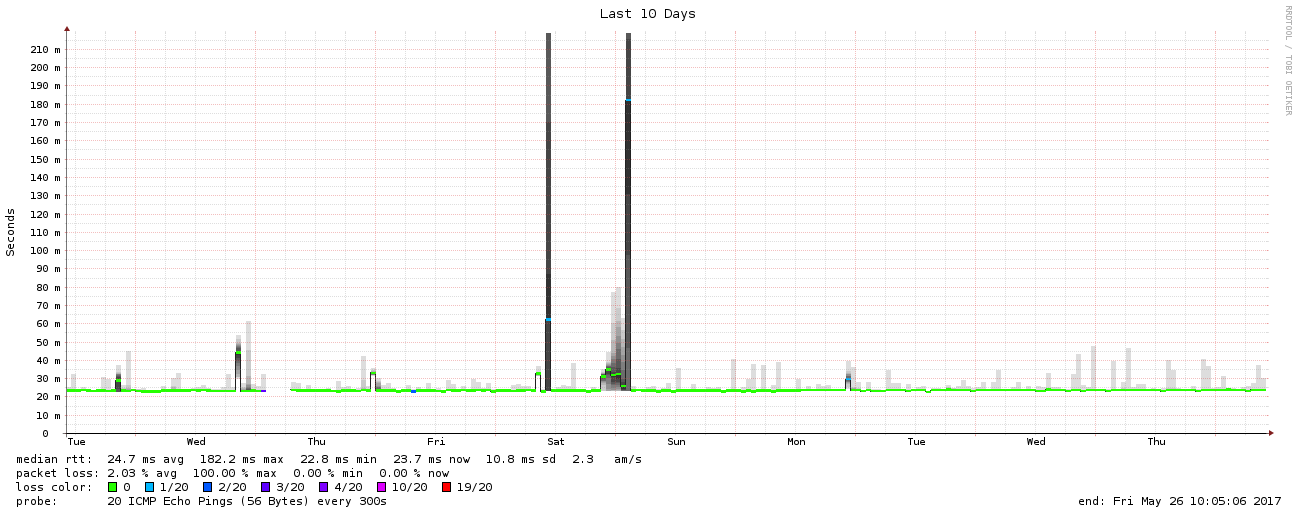 Last 10 Days
RRDTOOL / TOBI OETIKER
Seconds
210 m
200 m
190 m
180 m
170 m
160 m
150 m
140 m
130 m
120 m
110 m
100 m
90 m
80 m
70 m
60 m
50 m
40 m
30 m
20 m
10 m
0
Tue Wed Thu Fri Sat Sun Mon Tue Wed Thu
median rtt: 24.7 ms avg 182.2 ms max 22.8 ms min 23.7 ms now 10.8 ms sd 2.3 am/s
packet loss: 2.03 % avg 100.00 % max 0.00 % min 0.00 % now
loss color: 0 1/20 2/20 3/20 4/20 10/20 19/20
probe: 20 ICMP Echo Pings (56 Bytes) every 300s end: Fri May 26 10:05:06 2017